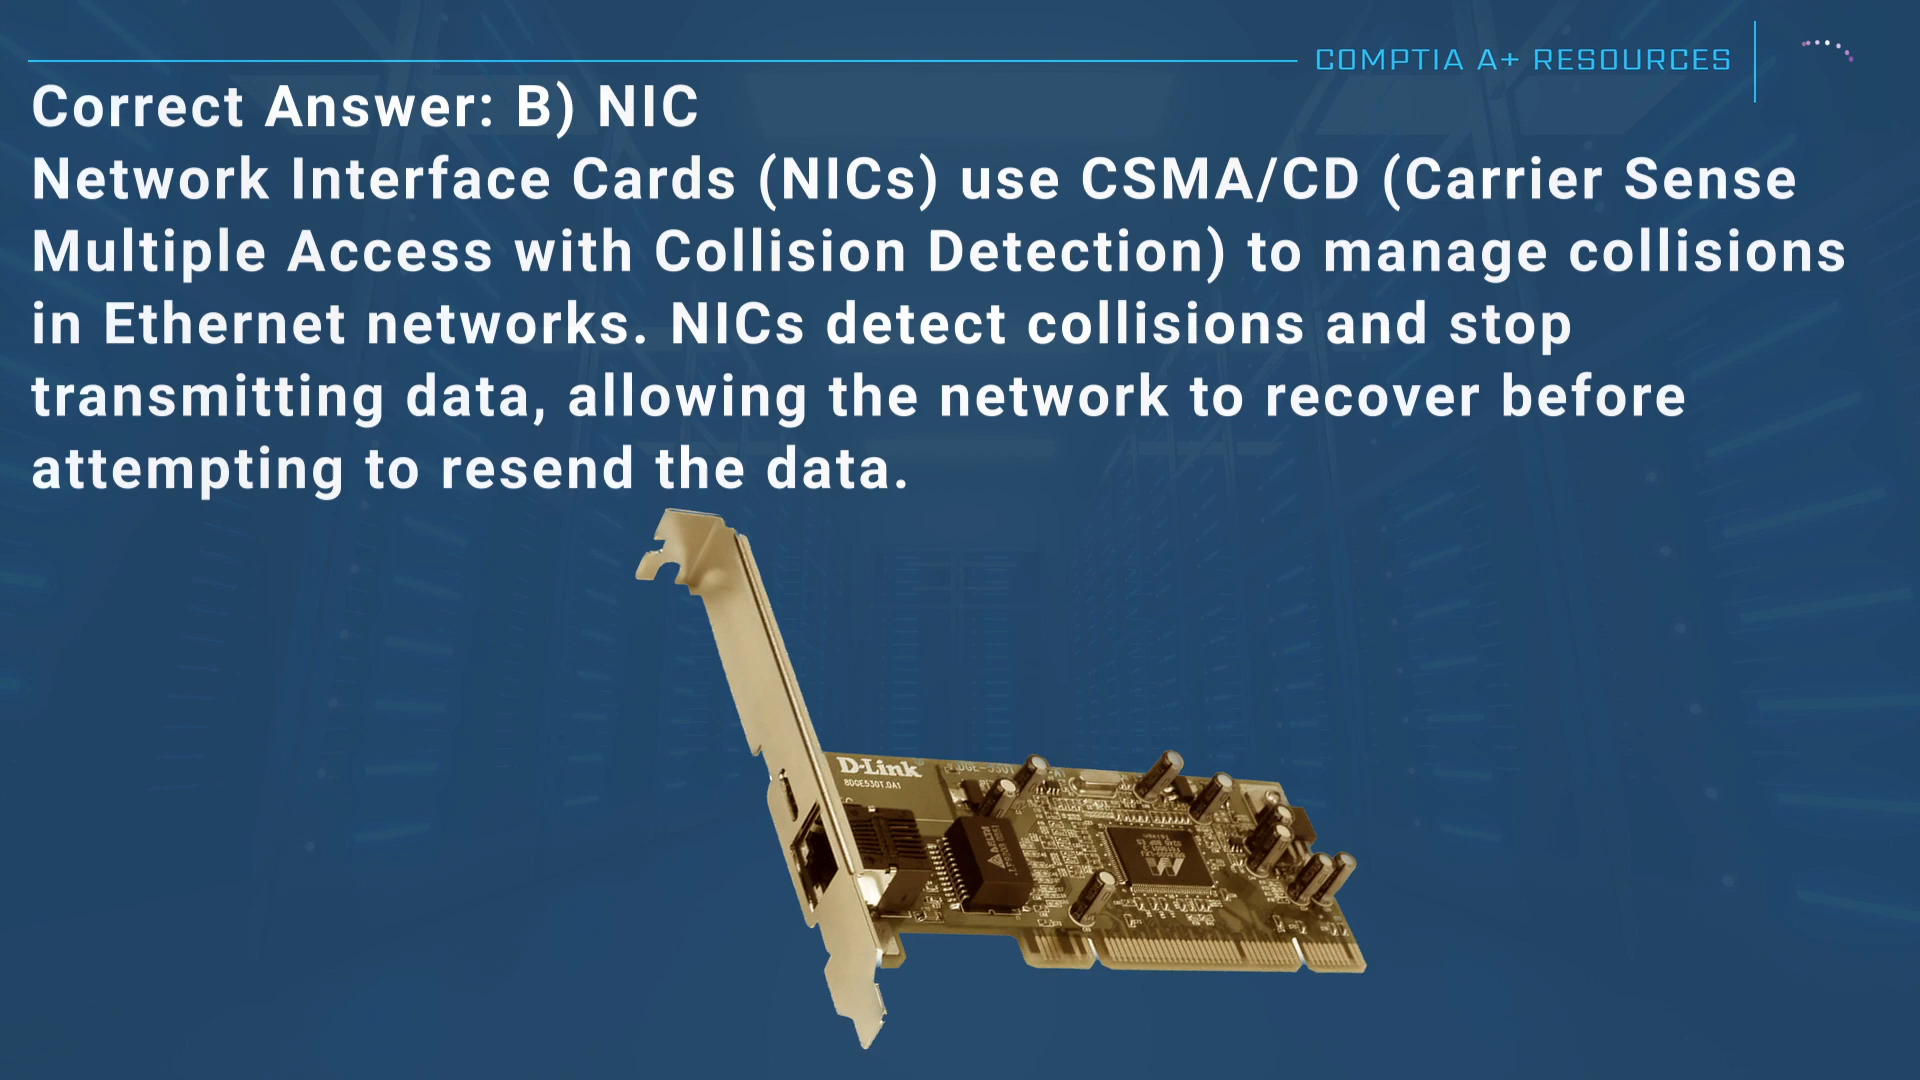 COMPTIA A+ RESOURCES
Correct Answer: B) NIC
Network Interface Cards (NICs) use CSMA/CD (Carrier Sense
Multiple Access with Collision Detection) to manage collisions
in Ethernet networks. NICs detect collisions and stop
transmitting data, allowing the network to recover before
attempting to resend the data.
D-Link
8DGE530T.0A1